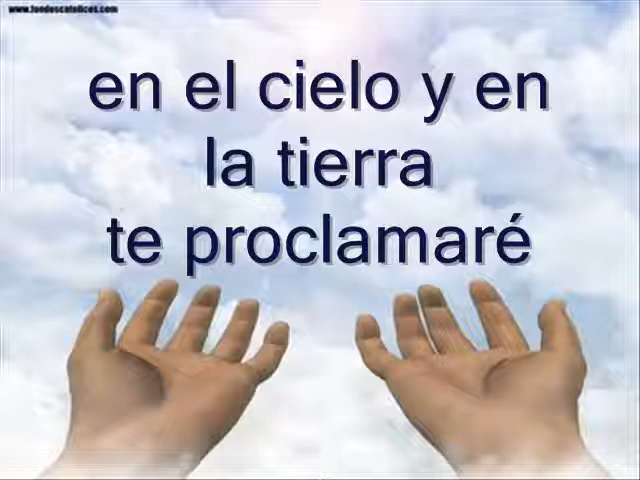 www.fondoscatolicos.com
en el cielo y en
la tierra
te proclamaré